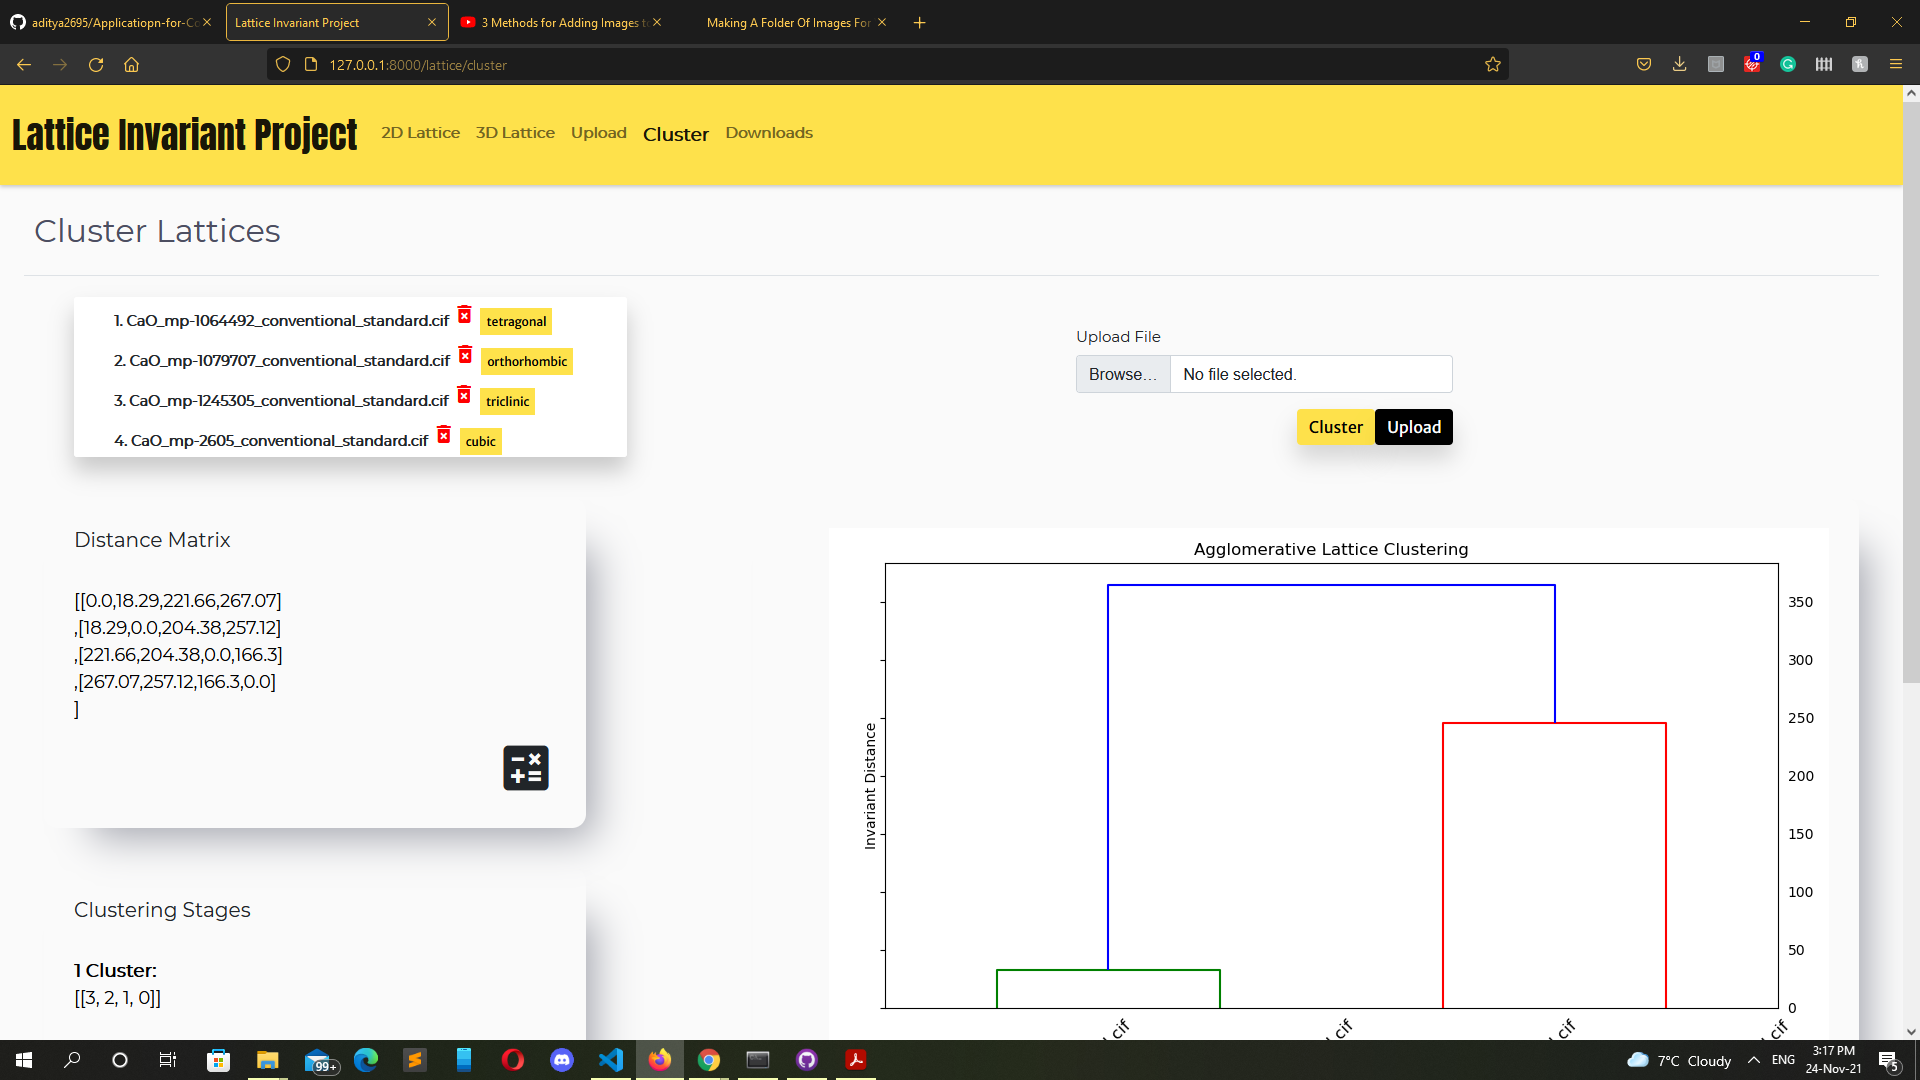 aditya2695/Applicatiopn-for-Co
Lattice Invariant Project
3 Methods for Adding Images to
Making A Folder Of Images For
127.0.0.1:8000/lattice/cluster
0
Lattice Invariant Project
2D Lattice
3D Lattice
Upload
Cluster
Downloads
Cluster Lattices
1. CaO_mp-1064492_conventional_standard.cif tetragonal
2. CaO_mp-1079707_conventional_standard.cif orthorhombic
3. CaO_mp-1245305_conventional_standard.cif triclinic
4. CaO_mp-2605_conventional_standard.cif cubic
Upload File
Browse... No file selected.
Cluster Upload
Distance Matrix
[[0.0,18.29,221.66,267.07]
,[18.29,0.0,204.38,257.12]
,[221.66,204.38,0.0,166.3]
,[267.07,257.12,166.3,0.0]
]
Clustering Stages
1 Cluster:
[[3, 2, 1, 0]]
Agglomerative Lattice Clustering
Invariant Distance
350
300
250
200
150
100
50
0
.cif
.cif
.cif
.cif
99+
7°C Cloudy
ENG
3:17 PM
24-Nov-21
5